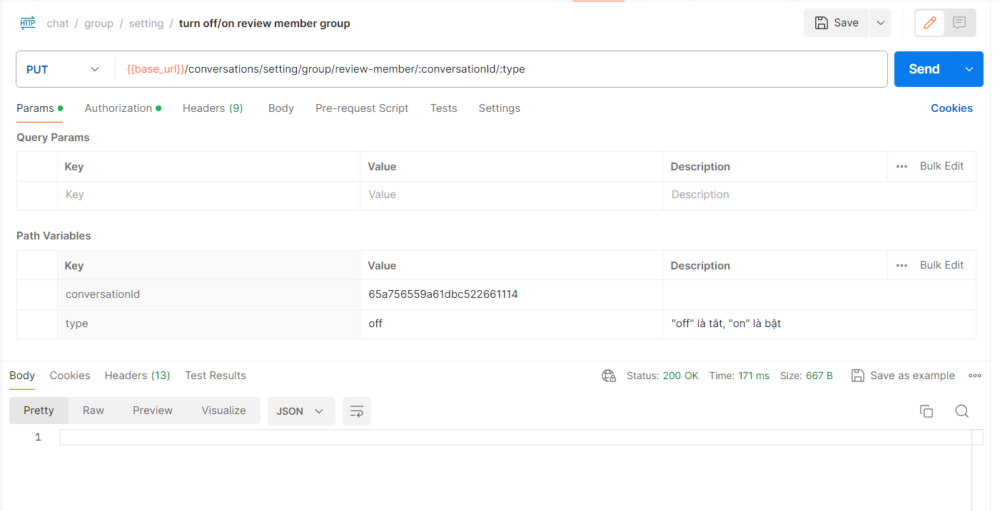 HTTP chat / group / setting / turn off/on review member group Save
PUT {{base_url}}/conversations/setting/group/review-member/:conversationId/:type Send
Params Authorization Headers (9) Body Pre-request Script Tests Settings Cookies
Query Params
Key Value Description Bulk Edit
Key Value Description
Path Variables
Key Value Description Bulk Edit
conversationId 65a756559a61dbc522661114
type off "off" là tắt, "on" là bật
Body Cookies Headers (13) Test Results Status: 200 OK Time: 171 ms Size: 667 B Save as example
Pretty Raw Preview Visualize JSON
1